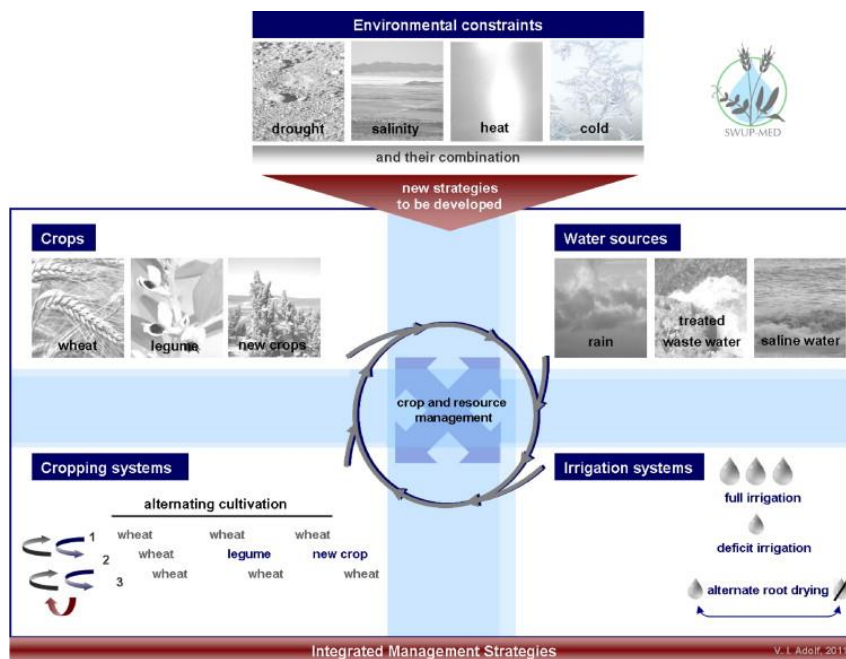 Environmental constraints
drought salinity heat cold
and their combination
SWUP-MED
new strategies
to be developed
Crops
wheat legume new crops
Water sources
rain
treated
waste water
saline water
crop and resource
management
Cropping systems
alternating cultivation
1 wheat wheat wheat
2 wheat legume new crop
3 wheat wheat wheat
Irrigation systems
full irrigation
deficit irrigation
alternate root drying
Integrated Management Strategies
V. I. Adolf, 2011